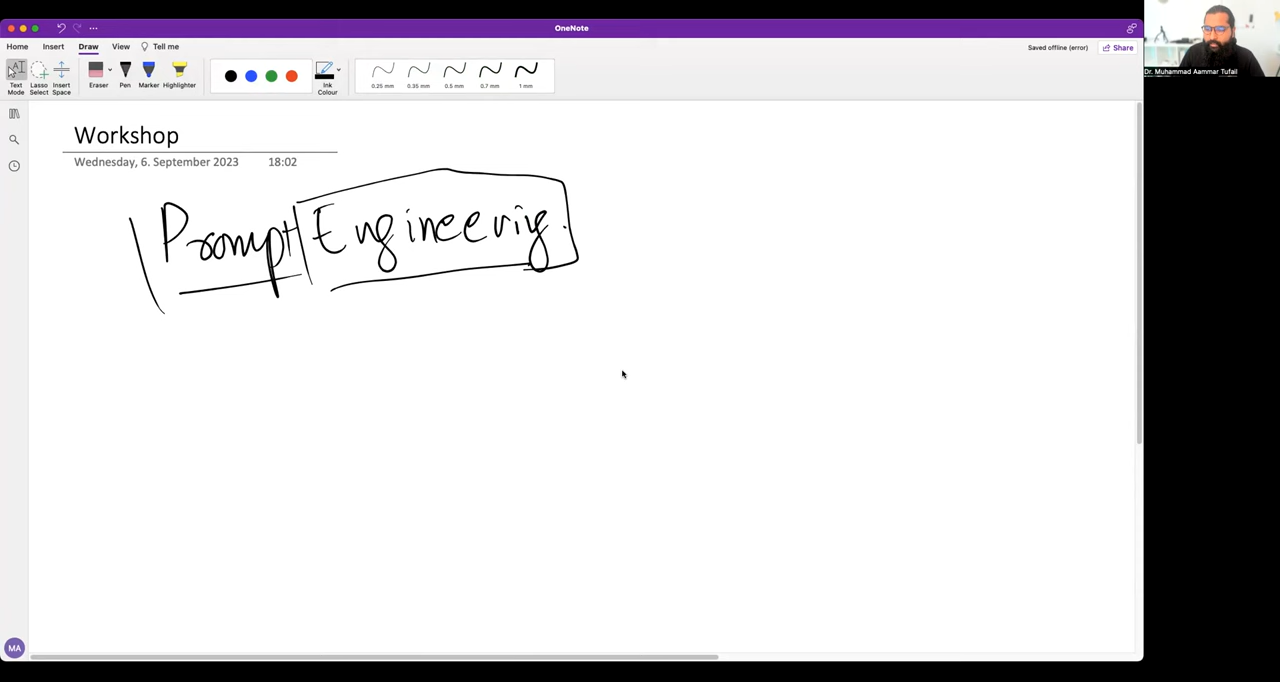 OneNote
Home Insert Draw View Tell me
Saved offline (error) Share
Text Mode Lasso Select Insert Space Eraser Pen Marker Highlighter Ink Colour 0.25 mm 0.35 mm 0.5 mm 0.7 mm 1 mm
Dr. Muhammad Aammar Tufail
Workshop
Wednesday, 6. September 2023 18:02
Prompt Engineering.
MA